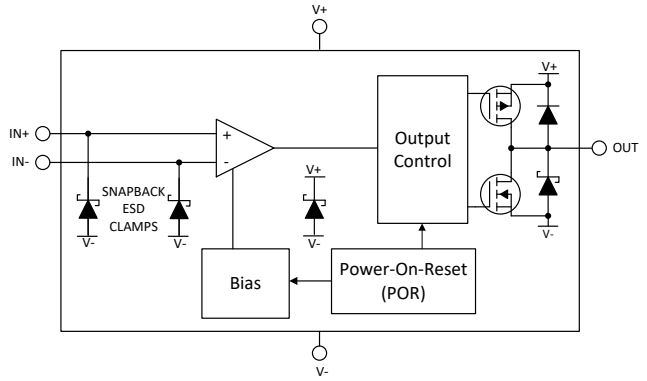 V+
V+
IN+
+
Output
Control
OUT
IN-
-
SNAPBACK
ESD
CLAMPS
V+
V-
V-
V-
V-
Bias
Power-On-Reset
(POR)
V-